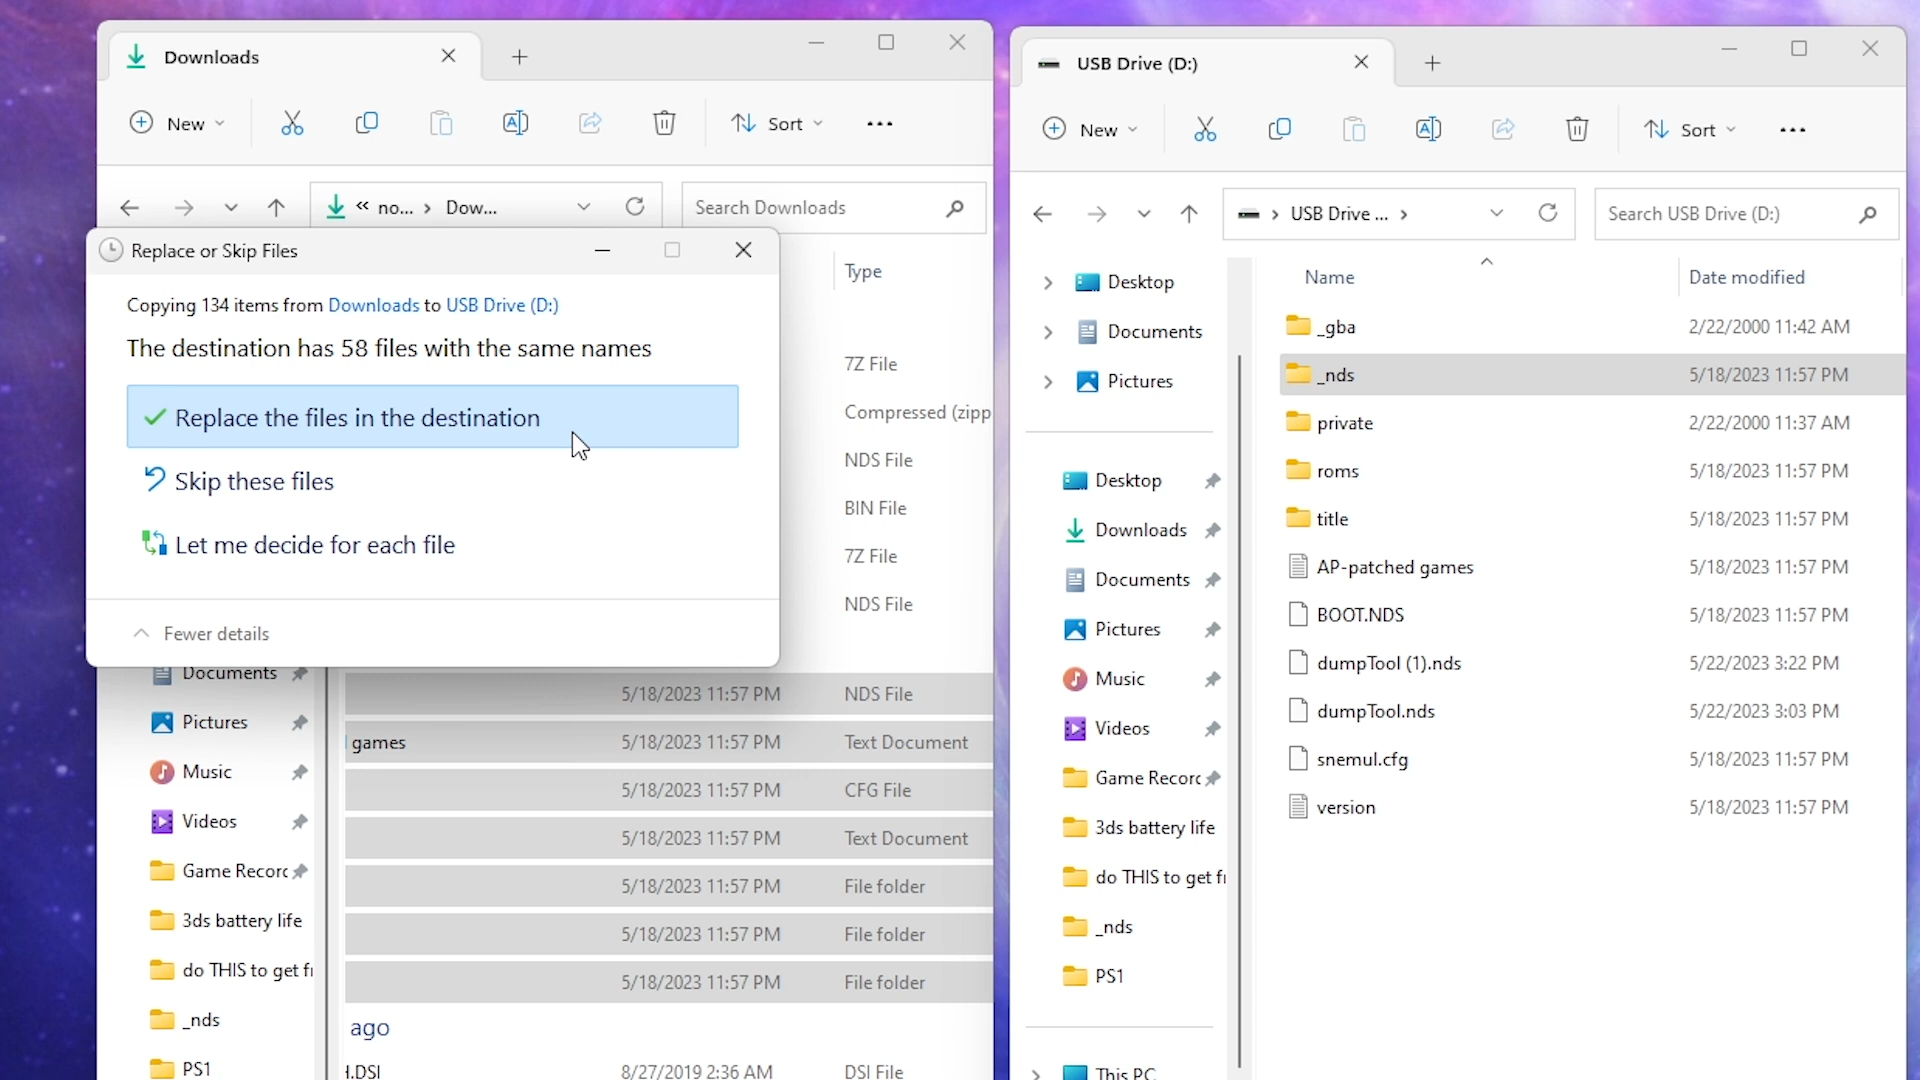 Downloads
New
Sort
no... › Dow...
Search Downloads
Type
Replace or Skip Files
Copying 134 items from Downloads to USB Drive (D:)
The destination has 58 files with the same names
Replace the files in the destination
Skip these files
Let me decide for each file
Fewer details
7Z File
Compressed (zipp
NDS File
BIN File
7Z File
NDS File
Documents
Pictures
Music
Videos
Game Recorc
3ds battery life
do THIS to get fr
_nds
PS1
5/18/2023 11:57 PM NDS File
games 5/18/2023 11:57 PM Text Document
5/18/2023 11:57 PM CFG File
5/18/2023 11:57 PM Text Document
5/18/2023 11:57 PM File folder
5/18/2023 11:57 PM File folder
5/18/2023 11:57 PM File folder
ago
.DSI 8/27/2019 2:36 AM DSI File
USB Drive (D:)
New
Sort
USB Drive ... ›
Search USB Drive (D:)
Desktop
Documents
Pictures
Desktop
Downloads
Documents
Pictures
Music
Videos
Game Recorc
3ds battery life
do THIS to get fr
_nds
PS1
This PC
Name Date modified
_gba 2/22/2000 11:42 AM
_nds 5/18/2023 11:57 PM
private 2/22/2000 11:37 AM
roms 5/18/2023 11:57 PM
title 5/18/2023 11:57 PM
AP-patched games 5/18/2023 11:57 PM
BOOT.NDS 5/18/2023 11:57 PM
dumpTool (1).nds 5/22/2023 3:22 PM
dumpTool.nds 5/22/2023 3:03 PM
snemul.cfg 5/18/2023 11:57 PM
version 5/18/2023 11:57 PM